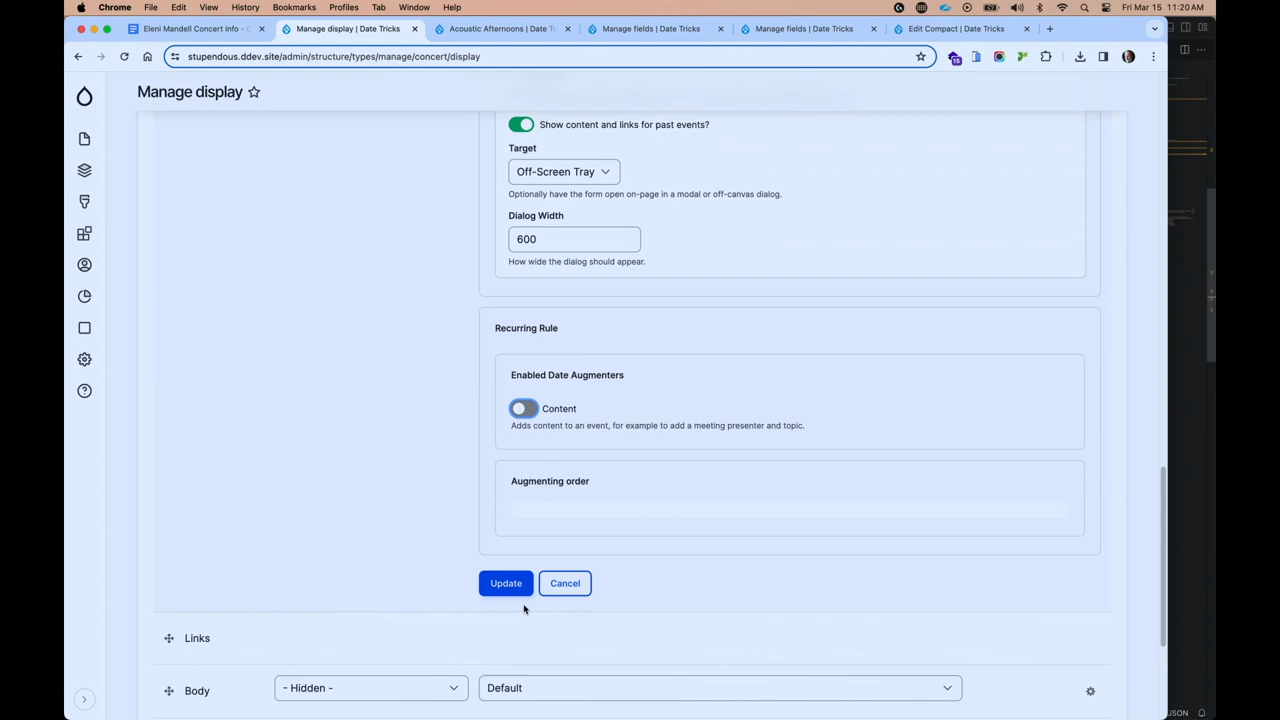 Chrome File Edit View History Bookmarks Profiles Tab Window Help Fri Mar 15 11:20 AM
Eleni Mandell Concert info - Manage display | Date Tricks Acoustic Afternoons | Date Manage fields | Date Tricks Manage fields | Date Tricks Edit Compact | Date Tricks
stupendous.ddev.site/admin/structure/types/manage/concert/display
15
Manage display
Show content and links for past events?
Target
Off-Screen Tray
Optionally have the form open on-page in a modal or off-canvas dialog.
Dialog Width
600
How wide the dialog should appear.
Recurring Rule
Enabled Date Augmenters
Content
Adds content to an event, for example to add a meeting presenter and topic.
Augmenting order
Update Cancel
Links
Body - Hidden - Default
JSON